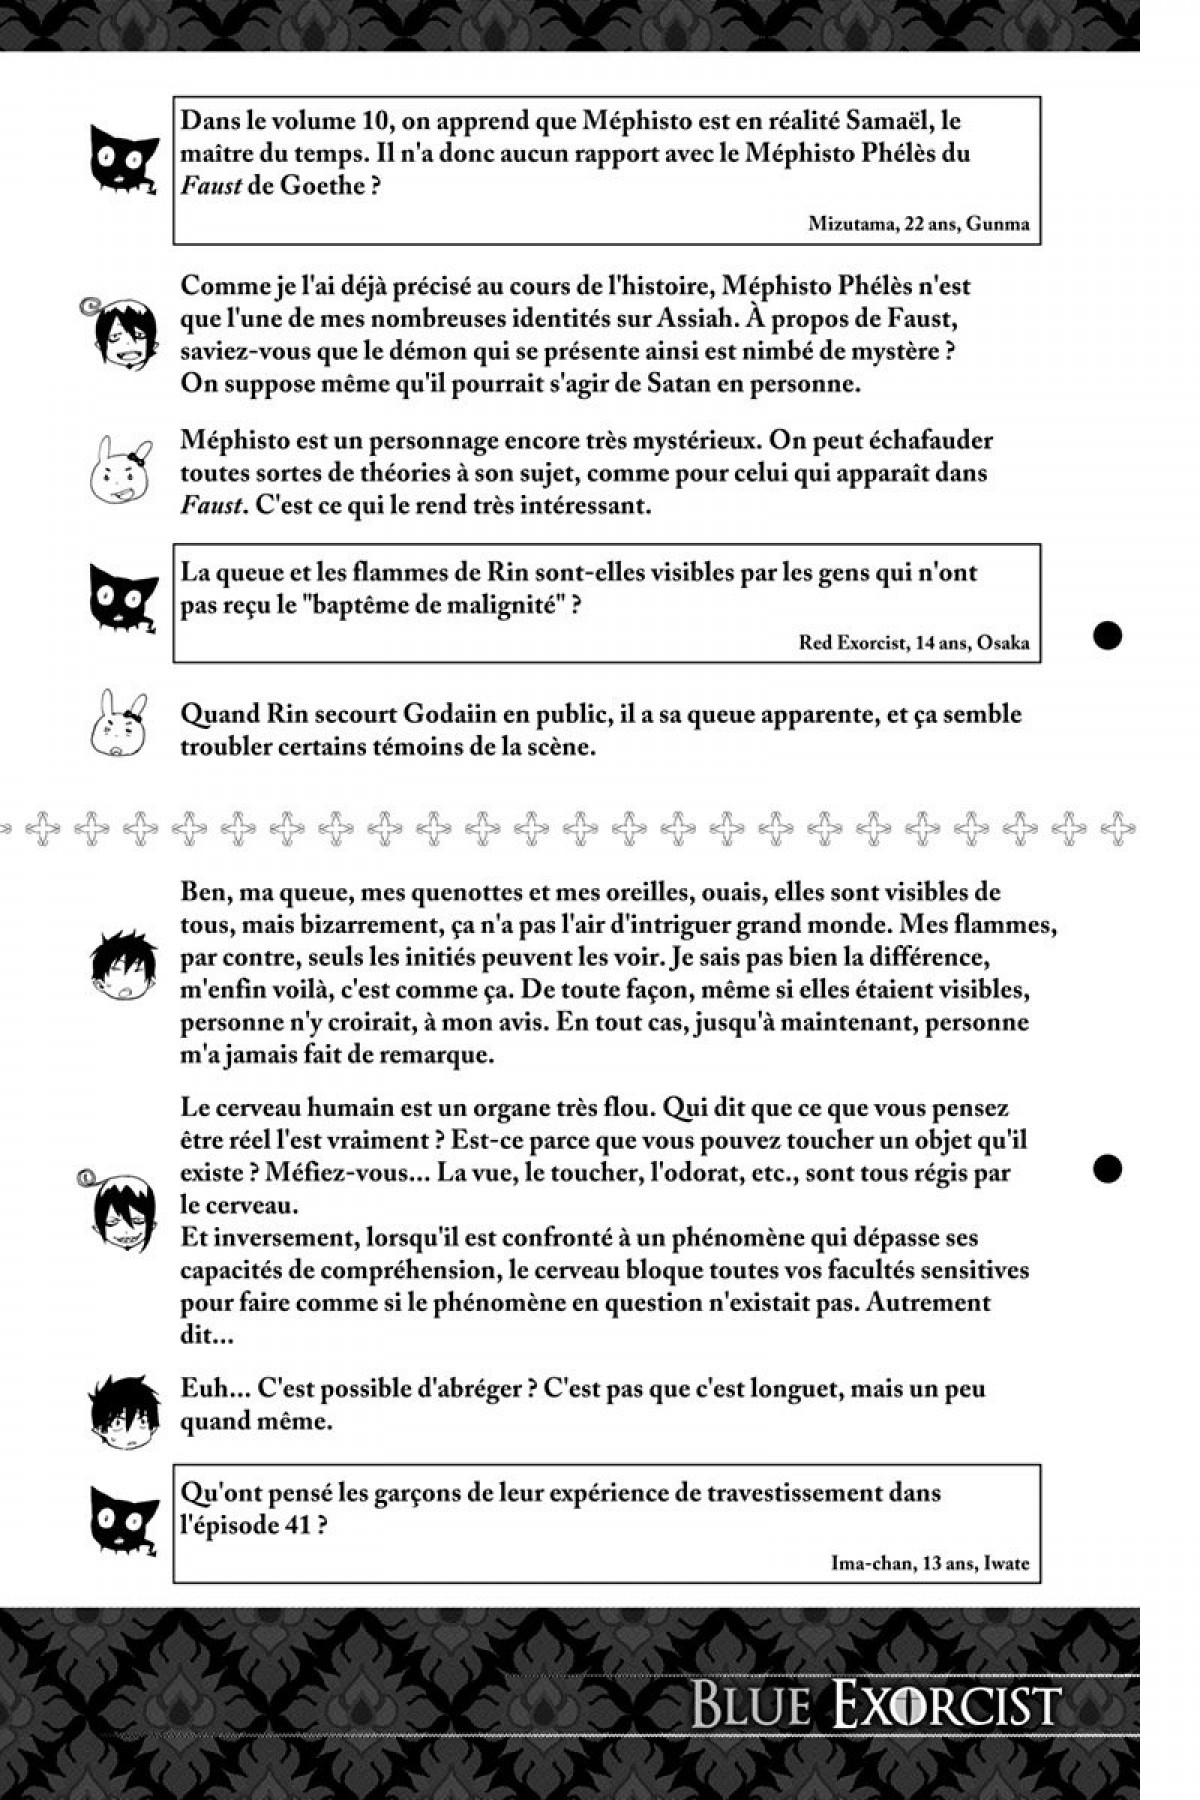 Dans le volume 10, on apprend que Méphisto est en réalité Samaël, le
maître du temps. Il n'a donc aucun rapport avec le Méphisto Phélès du
Faust de Goethe ?
Mizutama, 22 ans, Gunma
Comme je l'ai déjà précisé au cours de l'histoire, Méphisto Phélès n'est
que l'une de mes nombreuses identités sur Assiah. À propos de Faust,
saviez-vous que le démon qui se présente ainsi est nimbé de mystère ?
On suppose même qu'il pourrait s'agir de Satan en personne.
Méphisto est un personnage encore très mystérieux. On peut échafauder
toutes sortes de théories à son sujet, comme pour celui qui apparaît dans
Faust. C'est ce qui le rend très intéressant.
La queue et les flammes de Rin sont-elles visibles par les gens qui n'ont
pas reçu le "baptême de malignité" ?
Red Exorcist, 14 ans, Osaka
Quand Rin secourt Godaiin en public, il a sa queue apparente, et ça semble
troubler certains témoins de la scène.
Ben, ma queue, mes quenottes et mes oreilles, ouais, elles sont visibles de
tous, mais bizarrement, ça n'a pas l'air d'intriguer grand monde. Mes flammes,
par contre, seuls les initiés peuvent les voir. Je sais pas bien la différence,
m'enfin voilà, c'est comme ça. De toute façon, même si elles étaient visibles,
personne n'y croirait, à mon avis. En tout cas, jusqu'à maintenant, personne
m'a jamais fait de remarque.
Le cerveau humain est un organe très flou. Qui dit que ce que vous pensez
être réel l'est vraiment ? Est-ce parce que vous pouvez toucher un objet qu'il
existe ? Méfiez-vous... La vue, le toucher, l'odorat, etc., sont tous régis par
le cerveau.
Et inversement, lorsqu'il est confronté à un phénomène qui dépasse ses
capacités de compréhension, le cerveau bloque toutes vos facultés sensitives
pour faire comme si le phénomène en question n'existait pas. Autrement
dit...
Euh... C'est possible d'abréger ? C'est pas que c'est longuet, mais un peu
quand même.
Qu'ont pensé les garçons de leur expérience de travestissement dans
l'épisode 41 ?
Ima-chan, 13 ans, Iwate
BLUE EXORCIST